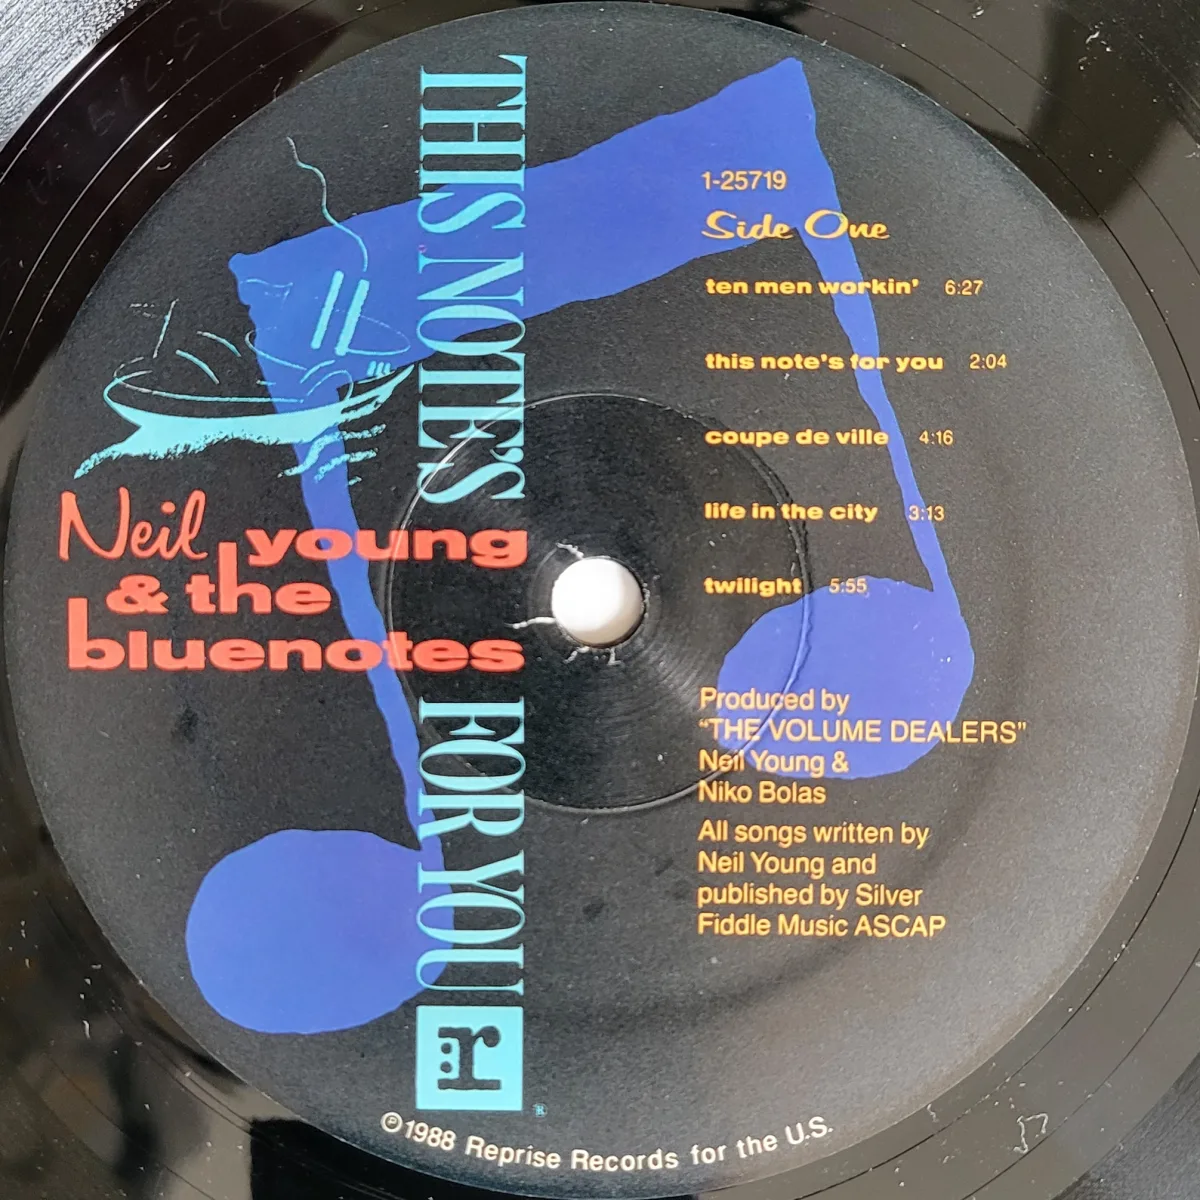 THIS NOTE'S FOR YOU
Neil young
& the
bluenotes
r
®
1-25719
Side One
ten men workin' 6:27
this note's for you 2:04
coupe de ville 4:16
life in the city 3:13
twilight 5:55
Produced by
"THE VOLUME DEALERS"
Neil Young &
Niko Bolas
All songs written by
Neil Young and
published by Silver
Fiddle Music ASCAP
℗1988 Reprise Records for the U.S.